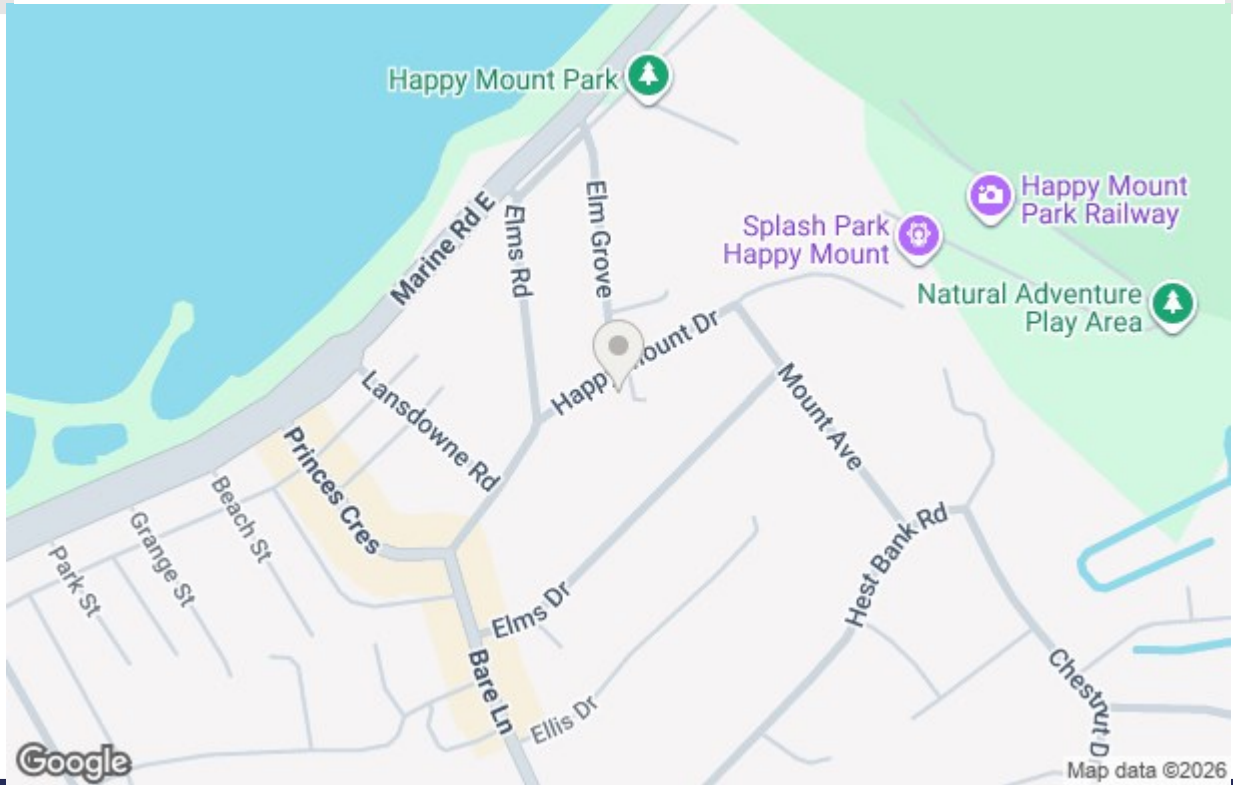 Happy Mount Park
Happy Mount
Park Railway
Splash Park
Happy Mount
Natural Adventure
Play Area
Marine Rd E
Elms Rd
Elm Grove
Happy Mount Dr
Lansdowne Rd
Mount Ave
Princes Cres
Beach St
Grange St
Park St
Hest Bank Rd
Elms Dr
Bare Ln
Ellis Dr
Chestnut D
Google
Map data ©2026